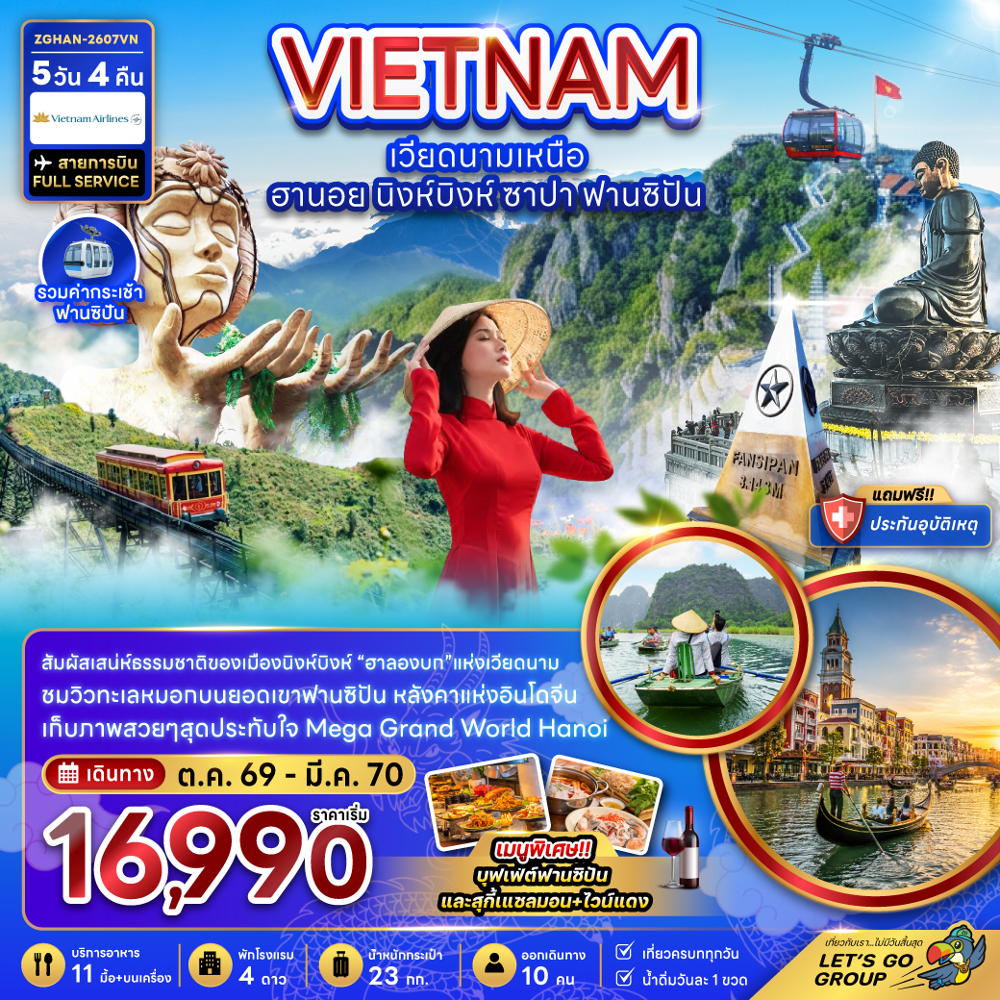 ZGHAN-2607VN
5 วัน 4 คืน
Vietnam Airlines
สายการบิน
FULL SERVICE
VIETNAM
เวียดนามเหนือ
ฮานอย นิงห์บิงห์ ซาปา ฟานซิปัน
รวมค่ากระเช้า
ฟานซิปัน
FANSIPAN
3.143M
แถมฟรี!!
ประกันอุบัติเหตุ
สัมผัสเสน่ห์ธรรมชาติของเมืองนิงห์บิงห์ “ฮาลองบก”แห่งเวียดนาม
ชมวิวทะเลหมอกบนยอดเขาฟานซิปัน หลังคาแห่งอินโดจีน
เก็บภาพสวยๆสุดประทับใจ Mega Grand World Hanoi
เดินทาง ต.ค. 69 - มี.ค. 70
ราคาเริ่ม
16,990
เมนูพิเศษ!!
บุฟเฟ่ต์ฟานซิปัน
และสุกี้แซลมอน+ไวน์แดง
บริการอาหาร
11 มื้อ+บนเครื่อง
พักโรงแรม
4 ดาว
น้ำหนักกระเป๋า
23 กก.
ออกเดินทาง
10 คน
เที่ยวครบทุกวัน
น้ำดื่มวันละ 1 ขวด
เที่ยวกับเรา...ไม่มีวันสิ้นสุด
LET'S GO
GROUP